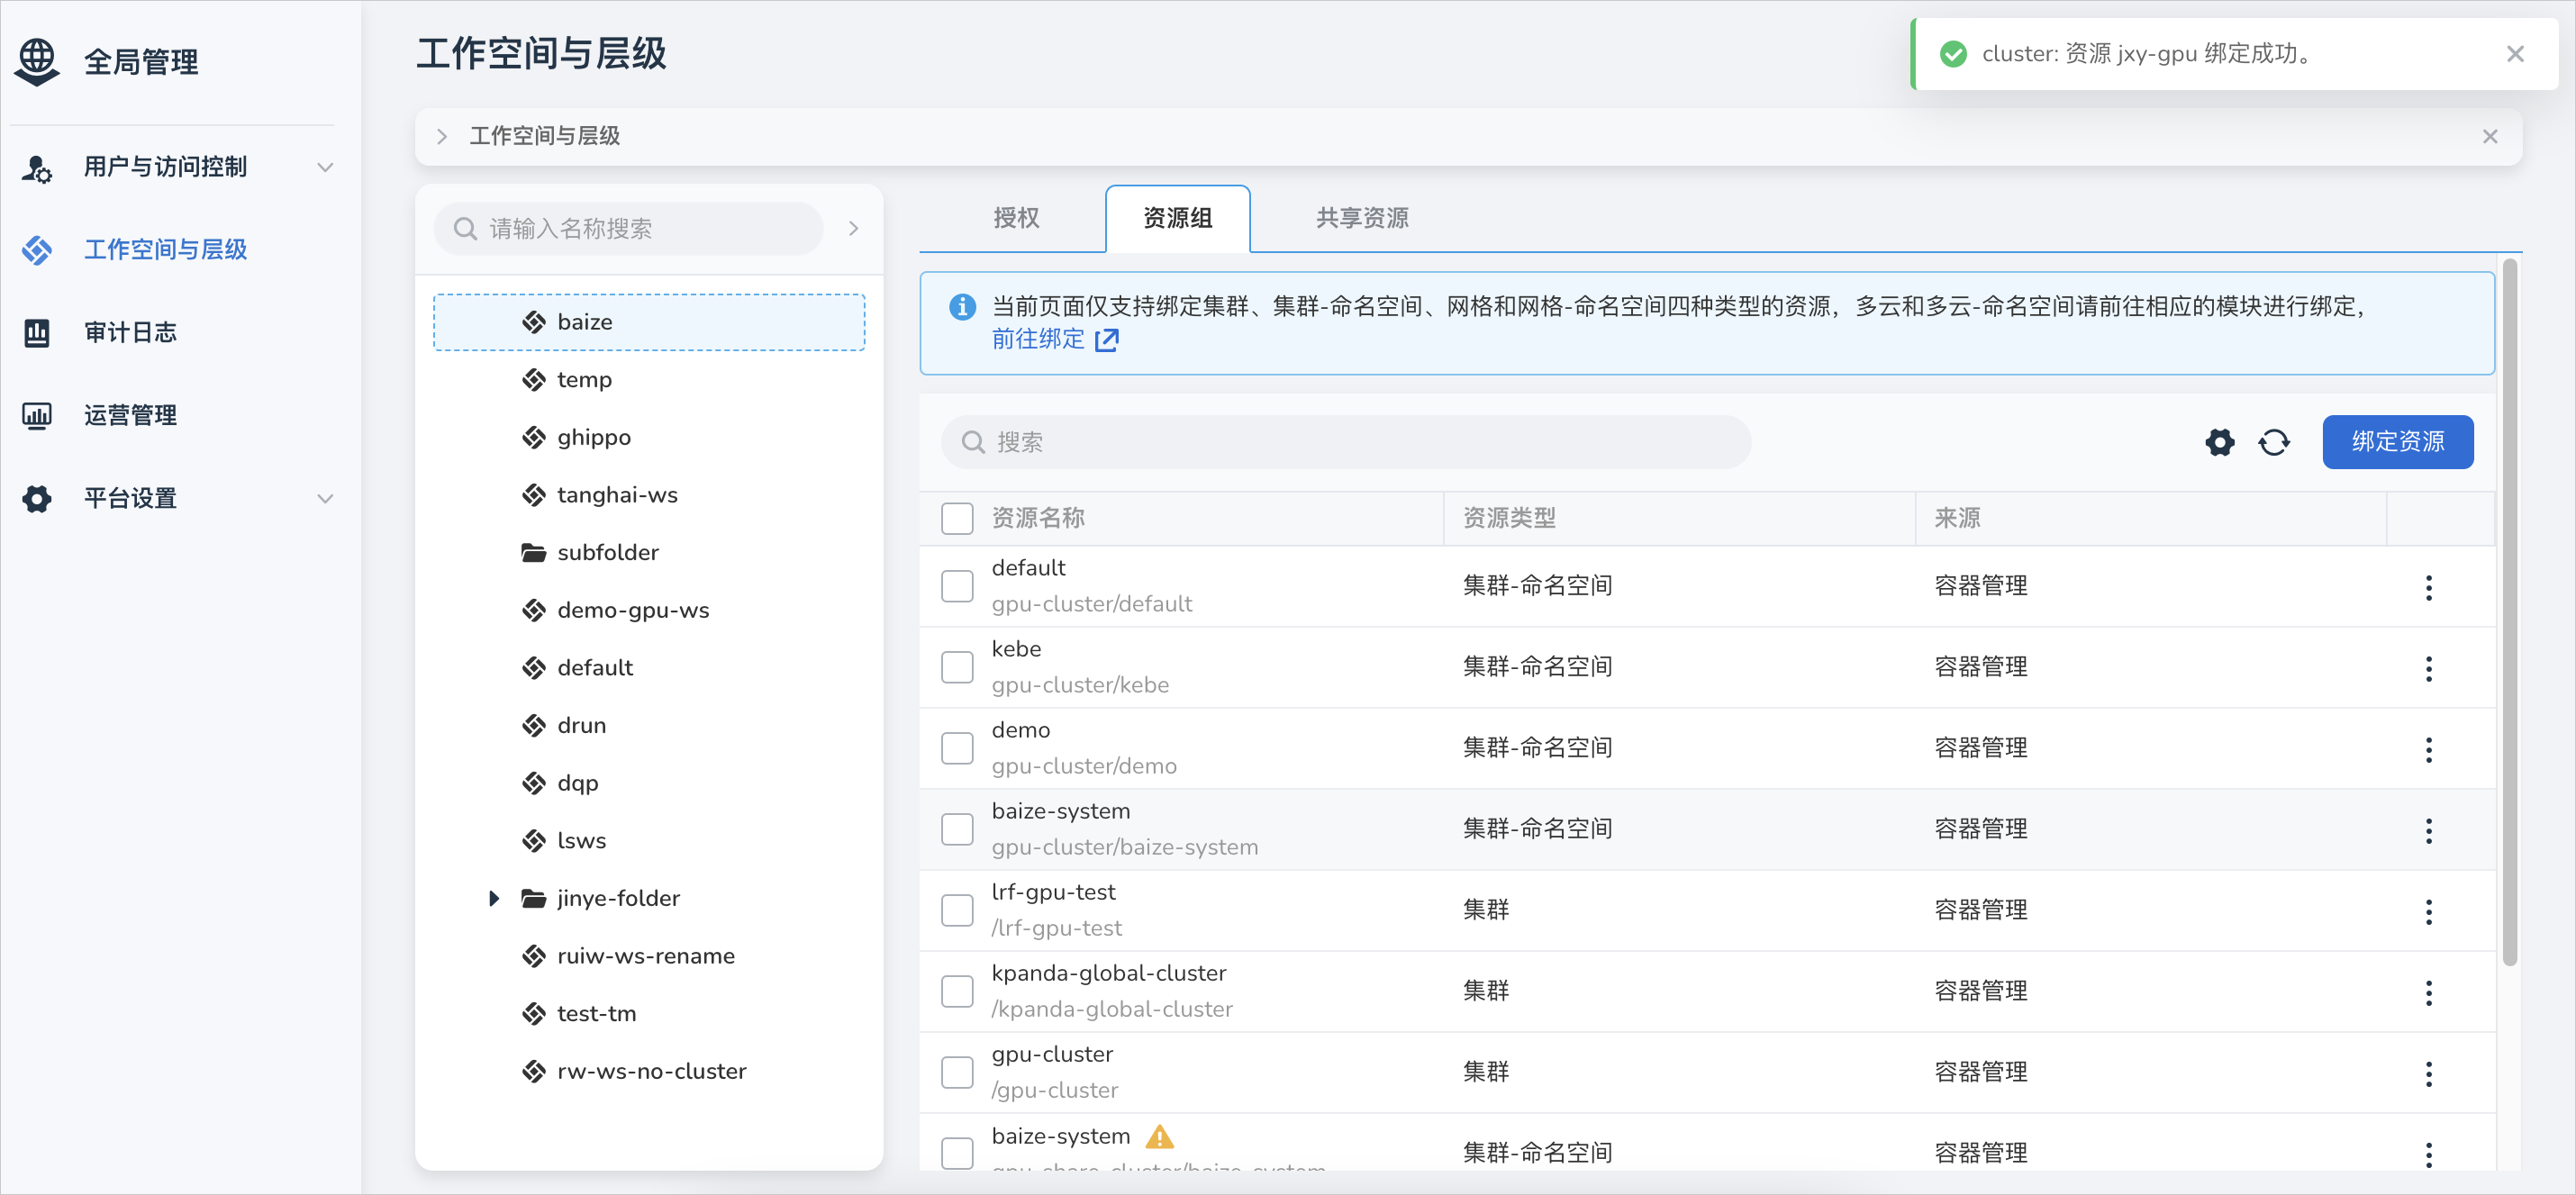 全局管理
用户与访问控制
工作空间与层级
审计日志
运营管理
平台设置
工作空间与层级
cluster: 资源 jxy-gpu 绑定成功。
工作空间与层级
请输入名称搜索
baize
temp
ghippo
tanghai-ws
subfolder
demo-gpu-ws
default
drun
dqp
lsws
jinye-folder
ruiw-ws-rename
test-tm
rw-ws-no-cluster
授权
资源组
共享资源
当前页面仅支持绑定集群、集群-命名空间、网格和网格-命名空间四种类型的资源，多云和多云-命名空间请前往相应的模块进行绑定，
前往绑定
搜索
绑定资源
资源名称 资源类型 来源
default
gpu-cluster/default
集群-命名空间 容器管理
kebe
gpu-cluster/kebe
集群-命名空间 容器管理
demo
gpu-cluster/demo
集群-命名空间 容器管理
baize-system
gpu-cluster/baize-system
集群-命名空间 容器管理
lrf-gpu-test
/lrf-gpu-test
集群 容器管理
kpanda-global-cluster
/kpanda-global-cluster
集群 容器管理
gpu-cluster
/gpu-cluster
集群 容器管理
baize-system
gpu-share-cluster/baize-system
集群-命名空间 容器管理